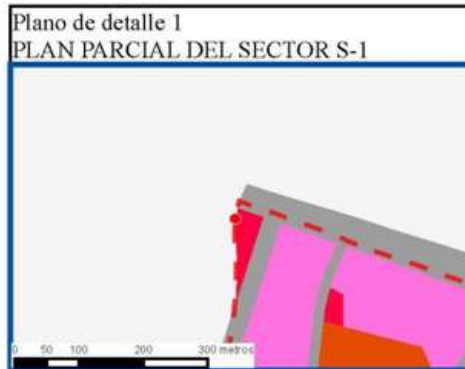 Plano de detalle 1
PLAN PARCIAL DEL SECTOR S-1
0 50 100 200 300 metros